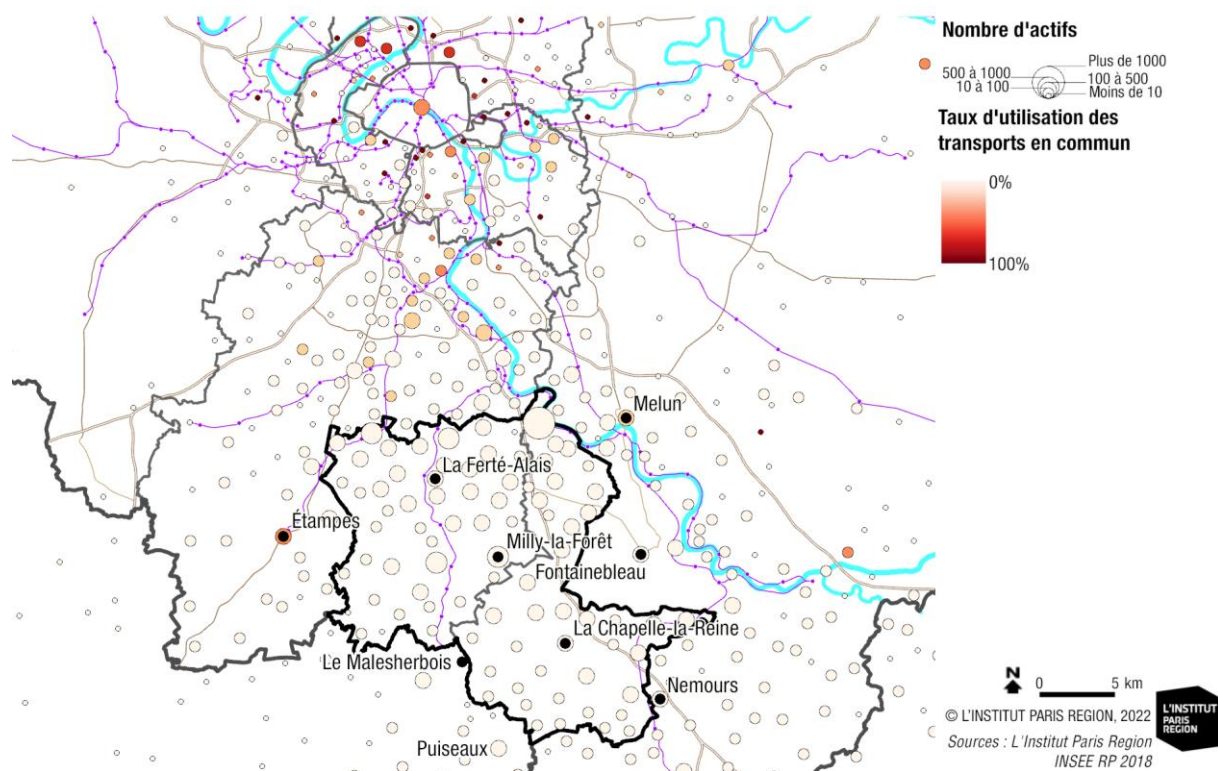 Nombre d'actifs
500 à 1000
10 à 100
Plus de 1000
100 à 500
Moins de 10
Taux d'utilisation des
transports en commun
0%
100%
Melun
La Ferté-Alais
Étampes
Milly-la-Forêt
Fontainebleau
La Chapelle-la-Reine
Le Malesherbois
Nemours
Puiseaux
N
0 5 km
© L'INSTITUT PARIS REGION, 2022
Sources : L'Institut Paris Region
INSEE RP 2018
L'INSTITUT
PARIS
REGION